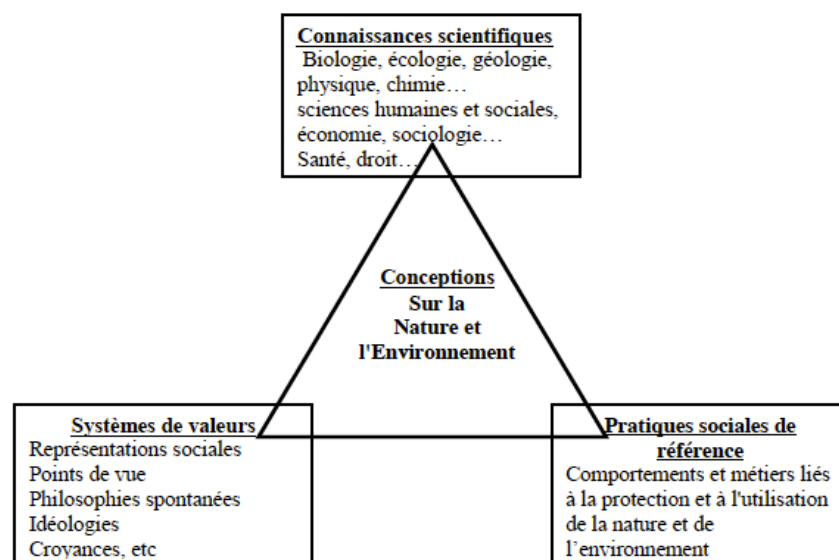 Connaissances scientifiques
Biologie, écologie, géologie,
physique, chimie…
sciences humaines et sociales,
économie, sociologie…
Santé, droit…
Conceptions
Sur la
Nature et
l'Environnement
Systèmes de valeurs
Représentations sociales
Points de vue
Philosophies spontanées
Idéologies
Croyances, etc
Pratiques sociales de
référence
Comportements et métiers liés
à la protection et à l'utilisation
de la nature et de
l’environnement